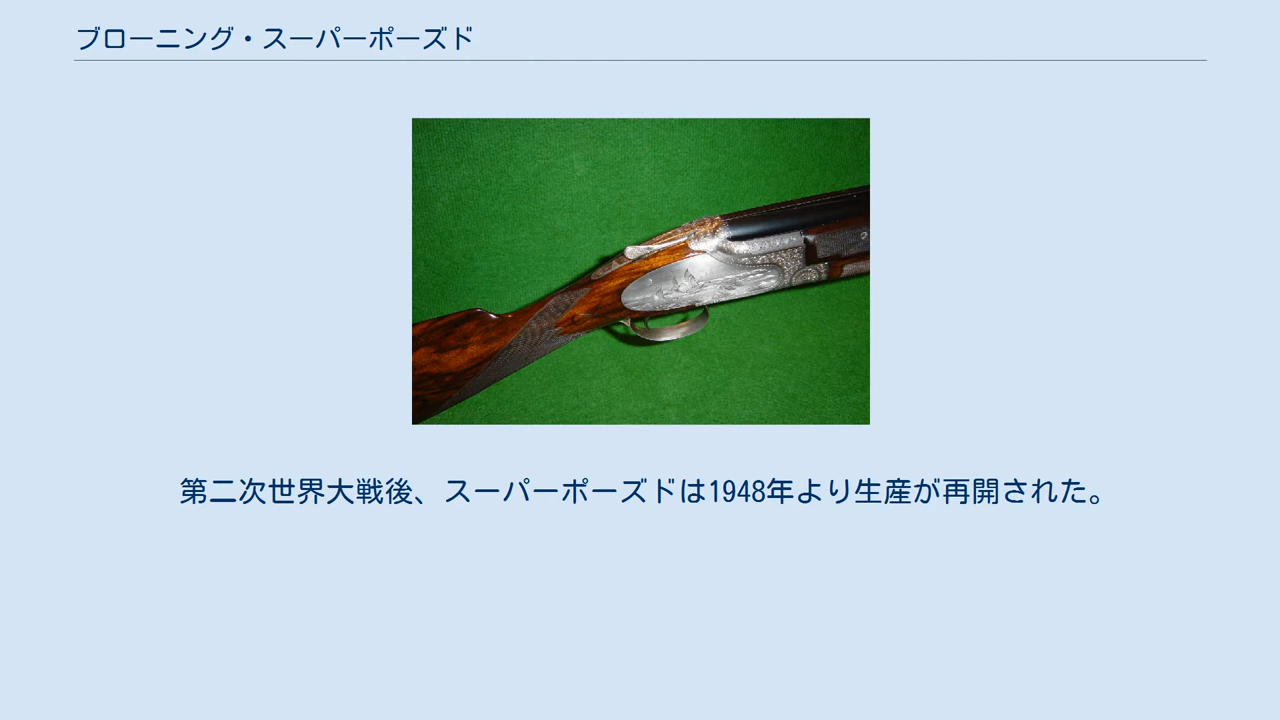 ブローニング・スーパーポーズド
第二次世界大戦後、スーパーポーズドは1948年より生産が再開された。